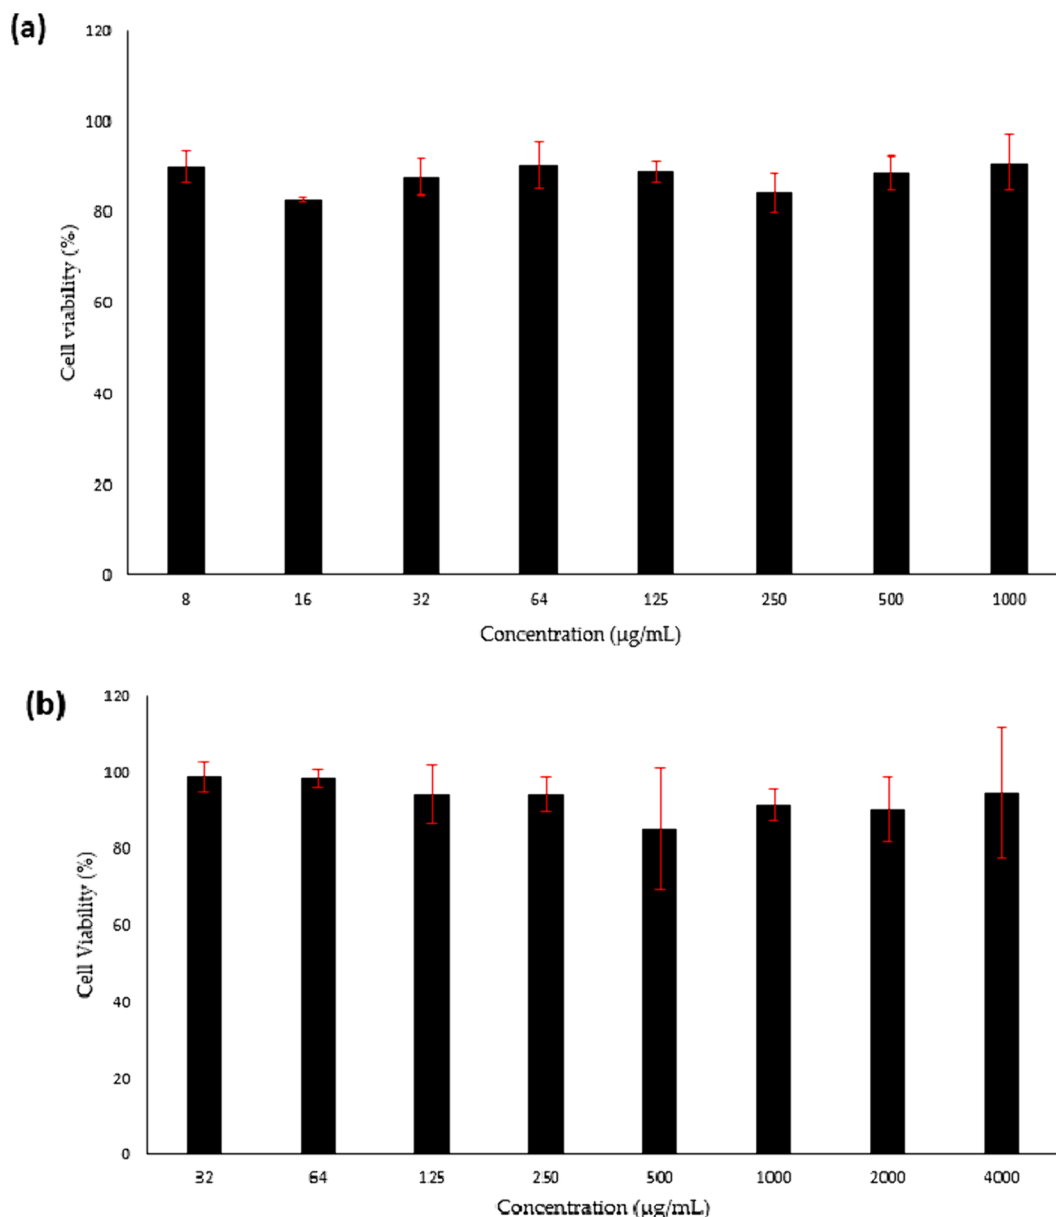 (a)
120
100
80
60
40
20
0
Cell viability (%)
8 16 32 64 125 250 500 1000
Concentration (µg/mL)
(b)
120
100
80
60
40
20
0
Cell Viability (%)
32 64 125 250 500 1000 2000 4000
Concentration (µg/mL)